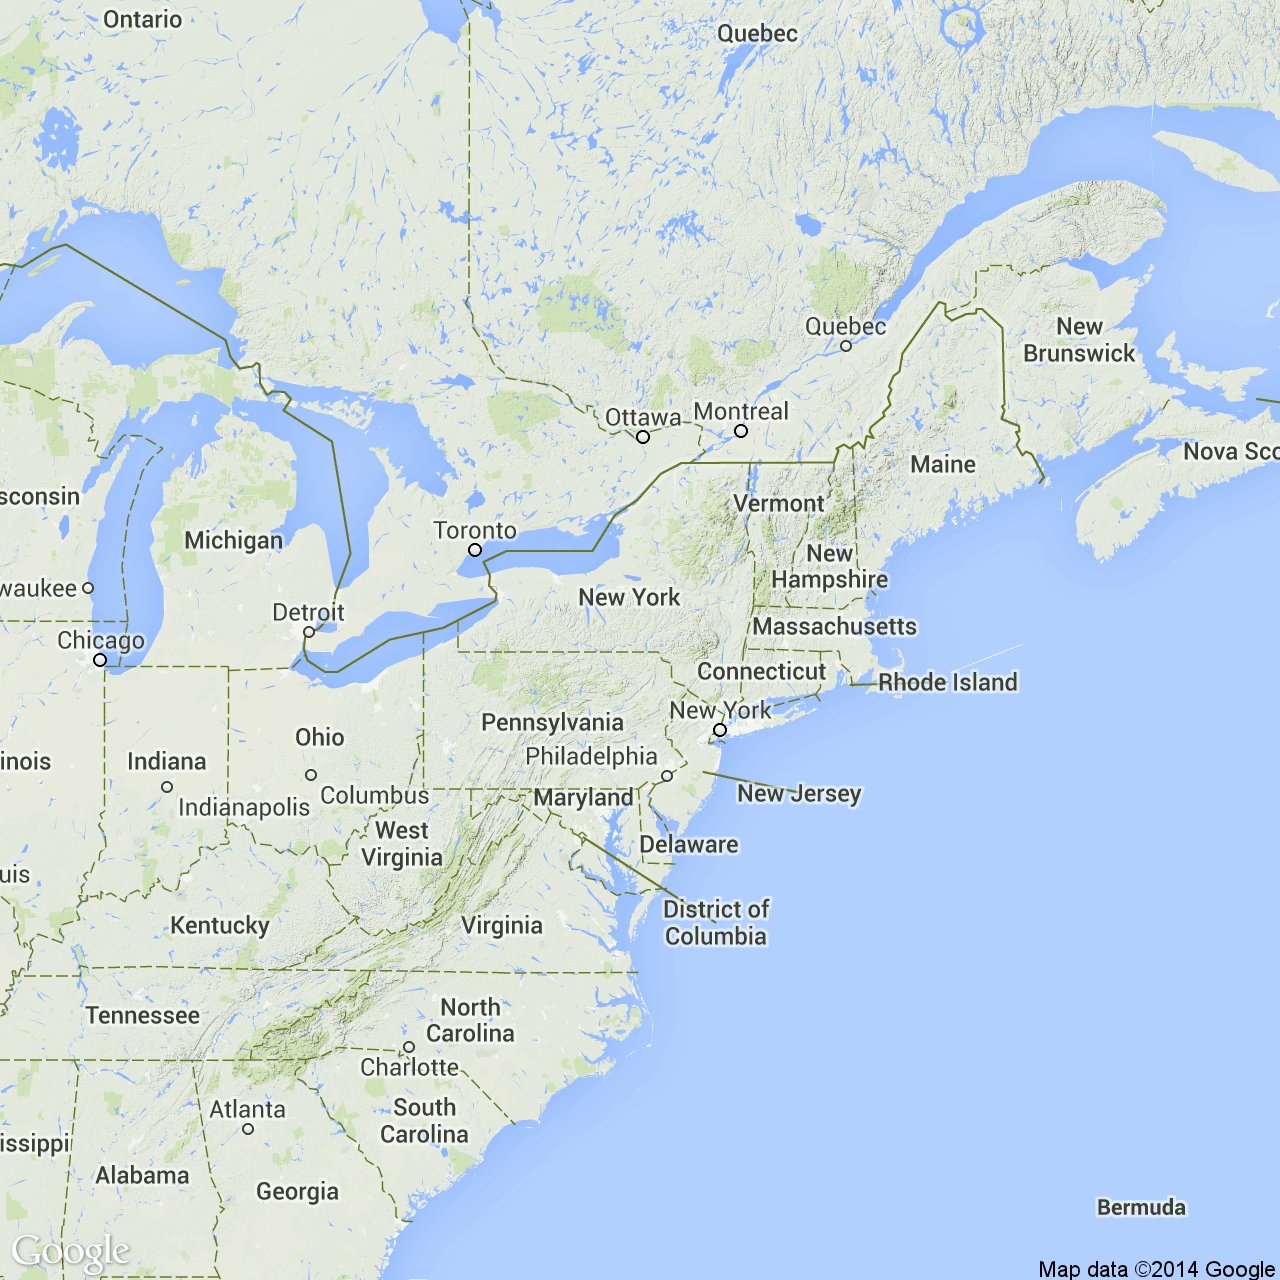 Ontario
Quebec
Quebec
New
Brunswick
Ottawa
Montreal
Nova Sco
Maine
sconsin
Vermont
Michigan
Toronto
New
Hampshire
waukee
New York
Detroit
Massachusetts
Chicago
Connecticut
Rhode Island
New York
Pennsylvania
Ohio
Philadelphia
inois
Indiana
New Jersey
Columbus
Maryland
Indianapolis
West
Virginia
Delaware
uis
District of
Columbia
Kentucky
Virginia
Tennessee
North
Carolina
Charlotte
Atlanta
South
Carolina
issippi
Alabama
Georgia
Bermuda
Google
Map data ©2014 Google